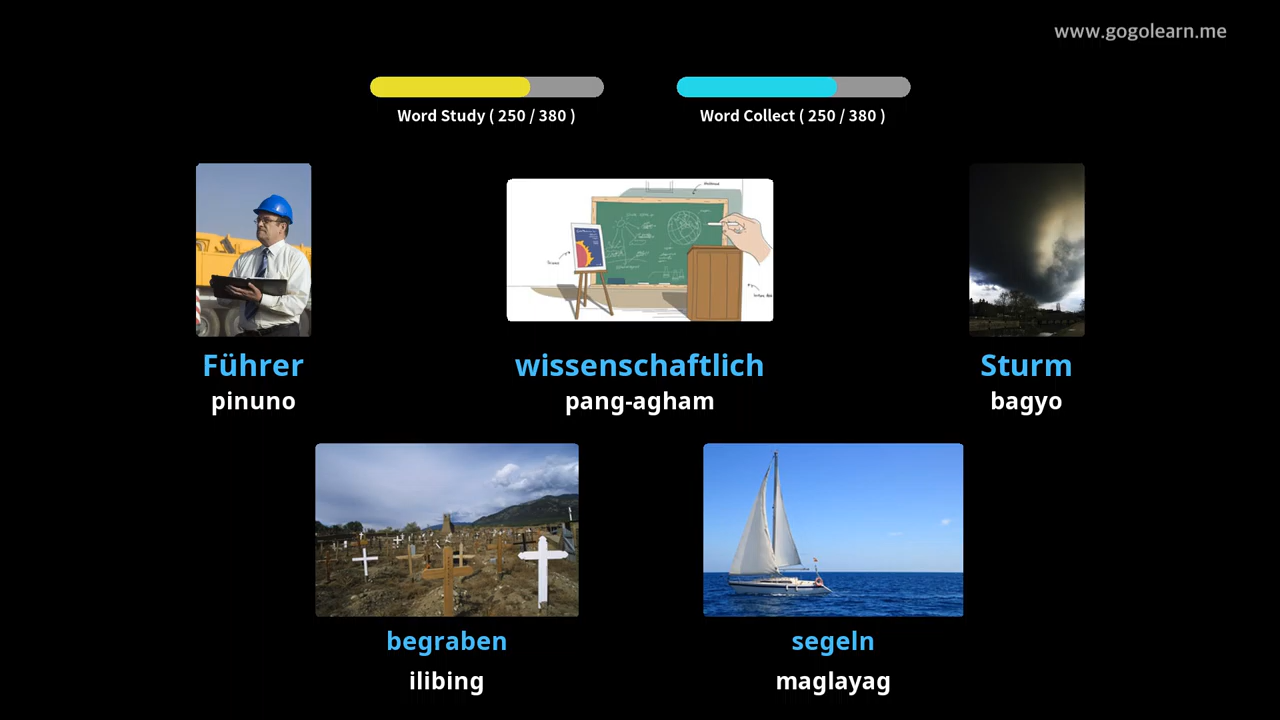 www.gogolearn.me
Word Study ( 250 / 380 )
Word Collect ( 250 / 380 )
Führer
pinuno
wissenschaftlich
pang-agham
Sturm
bagyo
begraben
ilibing
segeln
maglayag